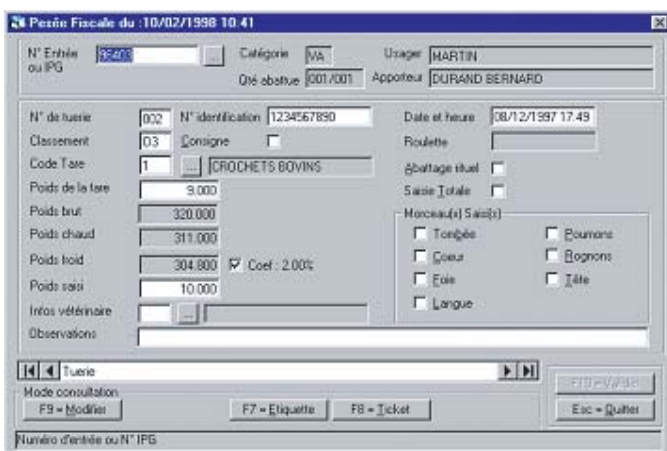 Pesée Fiscale du :10/02/1998 10:41
N° Entrée ou IPG 96403 ... Catégorie VA Usager MARTIN
Qté abattue 001/001 Apporteur DURAND BERNARD
N° de tuerie 002 N° identification 1234567890 Date et heure 08/12/1997 17:49
Classement O3 Consigne Roulette
Code Tare 1 ... CROCHETS BOVINS Abattage rituel
Poids de la tare 9.000 Saisie Totale
Poids brut 320.000 Morceau(x) Saisi(s)
Poids chaud 311.000 Tombée Poumons
Poids froid 304.800 Coef : 2.00% Coeur Rognons
Poids saisi 10.000 Foie Tête
Infos vétérinaire ... Langue
Observations
Tuerie
Mode consultation
F9 = Modifier F7 = Etiquette F8 = Ticket Esc = Quitter
Numéro d'entrée ou N° IPG